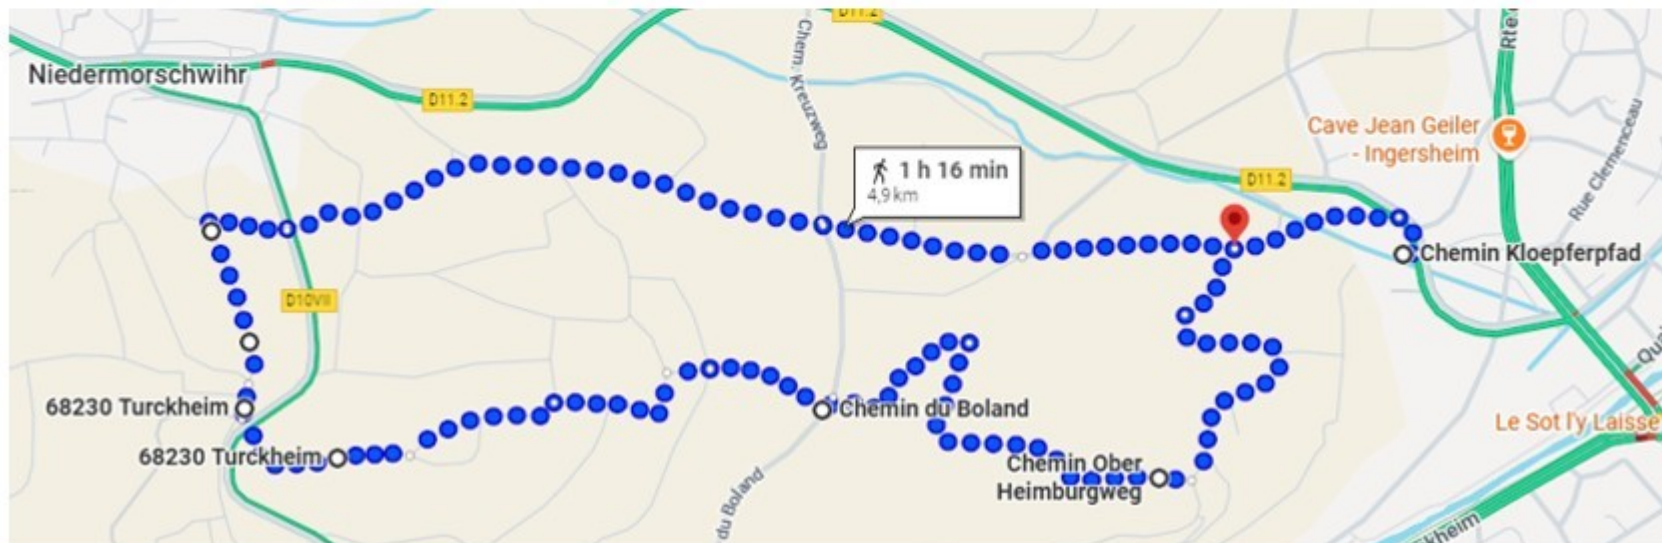 D11.2
Rte d
Niedermorschwihr
D11.2
Chem. Kreuzweg
Cave Jean Geiler
- Ingersheim
Rue Clemenceau
1 h 16 min
4,9 km
D11.2
Chemin Kloepferpfad
D10VII
68230 Turckheim
Chemin du Boland
Le Sot l'y Laisse
68230 Turckheim
Chemin Ober
Heimburgweg
du Boland